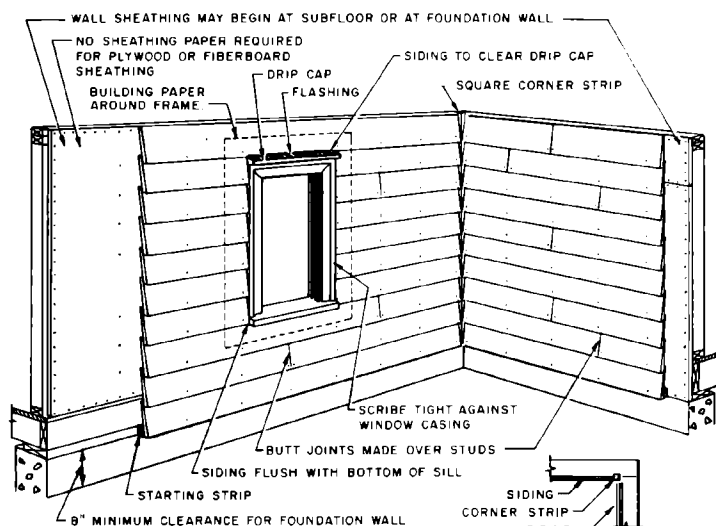 WALL SHEATHING MAY BEGIN AT SUBFLOOR OR AT FOUNDATION WALL
NO SHEATHING PAPER REQUIRED
FOR PLYWOOD OR FIBERBOARD
SHEATHING
SIDING TO CLEAR DRIP CAP
DRIP CAP
FLASHING
SQUARE CORNER STRIP
BUILDING PAPER
AROUND FRAME
SCRIBE TIGHT AGAINST
WINDOW CASING
BUTT JOINTS MADE OVER STUDS
SIDING FLUSH WITH BOTTOM OF SILL
STARTING STRIP
8" MINIMUM CLEARANCE FOR FOUNDATION WALL
SIDING
CORNER STRIP